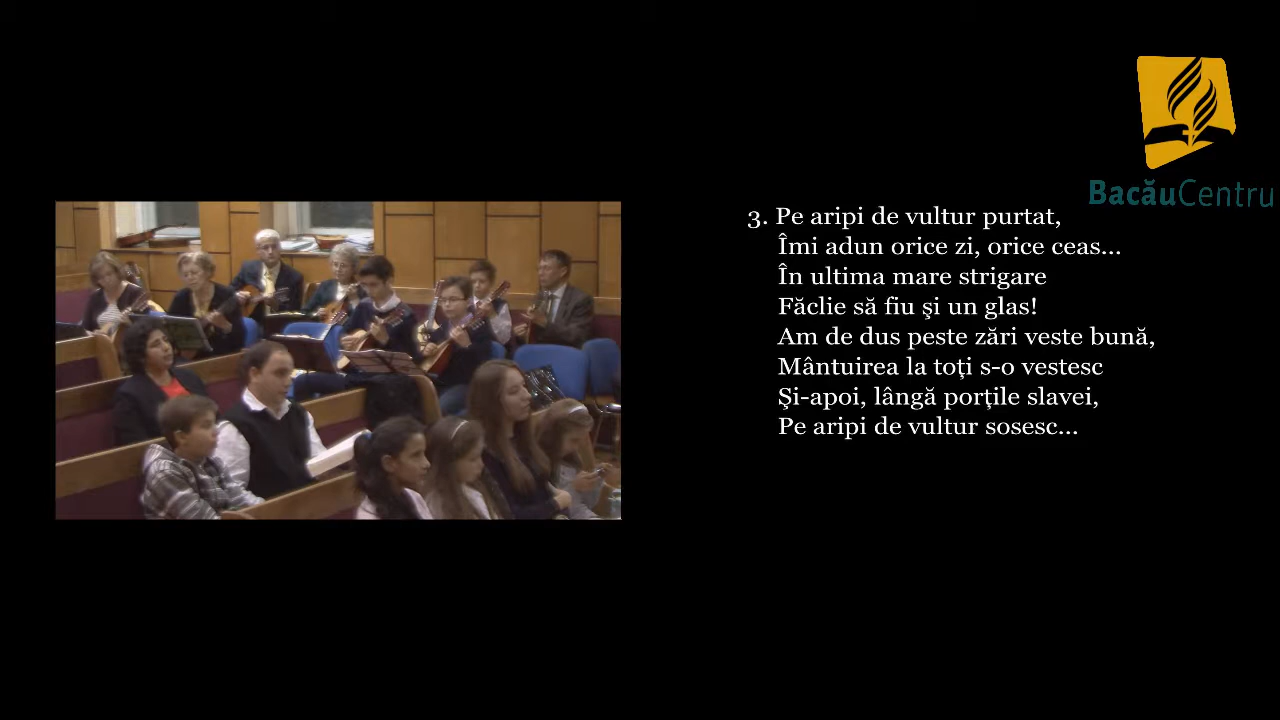 BacăuCentru
3. Pe aripi de vultur purtat,
Îmi adun orice zi, orice ceas...
În ultima mare strigare
Făclie să fiu şi un glas!
Am de dus peste zări veste bună,
Mântuirea la toţi s-o vestesc
Şi-apoi, lângă porţile slavei,
Pe aripi de vultur sosesc...